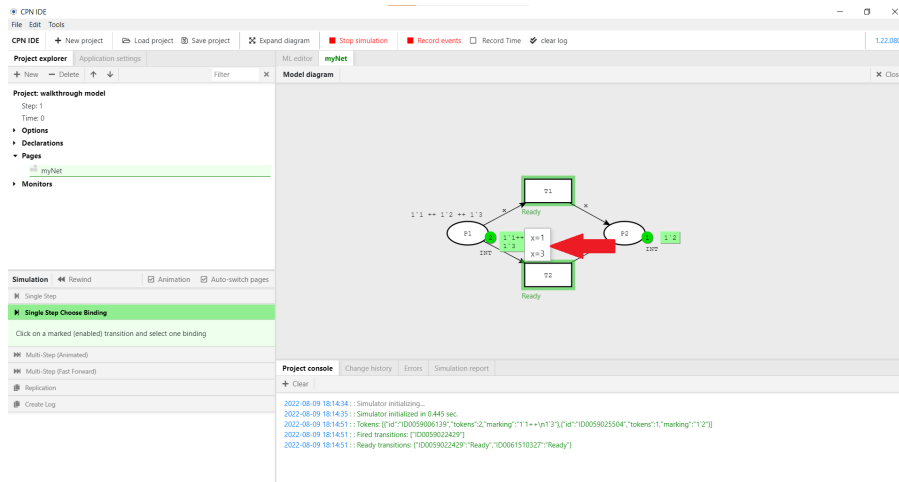 CPN IDE
File Edit Tools
CPN IDE New project Load project Save project Expand diagram Stop simulation Record events Record Time clear log 1.22.080
Project explorer Application settings ML editor myNet
New Delete Filter Model diagram Clos
Project: walkthrough model
Step: 1
Time: 0
Options
Declarations
Pages
myNet
Monitors
T1
x x
1`1 ++ 1`2 ++ 1`3 Ready
P1 2 1`1++ x=1 P2 1 1`2
1`3 x=3
INT INT
T2
Ready
Simulation Rewind Animation Auto-switch pages
Single Step
Single Step Choose Binding
Click on a marked (enabled) transition and select one binding
Multi-Step (Animated)
Multi-Step (Fast Forward)
Replication
Create Log
Project console Change history Errors Simulation report
Clear
2022-08-09 18:14:34 : : Simulator initializing...
2022-08-09 18:14:35 : : Simulator initialized in 0.445 sec.
2022-08-09 18:14:51 : : Tokens: [{"id":"ID0059006139","tokens":2,"marking":"1`1++\n1`3"},{"id":"ID0059025504","tokens":1,"marking":"1`2"}]
2022-08-09 18:14:51 : : Fired transitions: ["ID0059022429"]
2022-08-09 18:14:51 : : Ready transitions: {"ID0059022429":"Ready","ID0061510327":"Ready"}